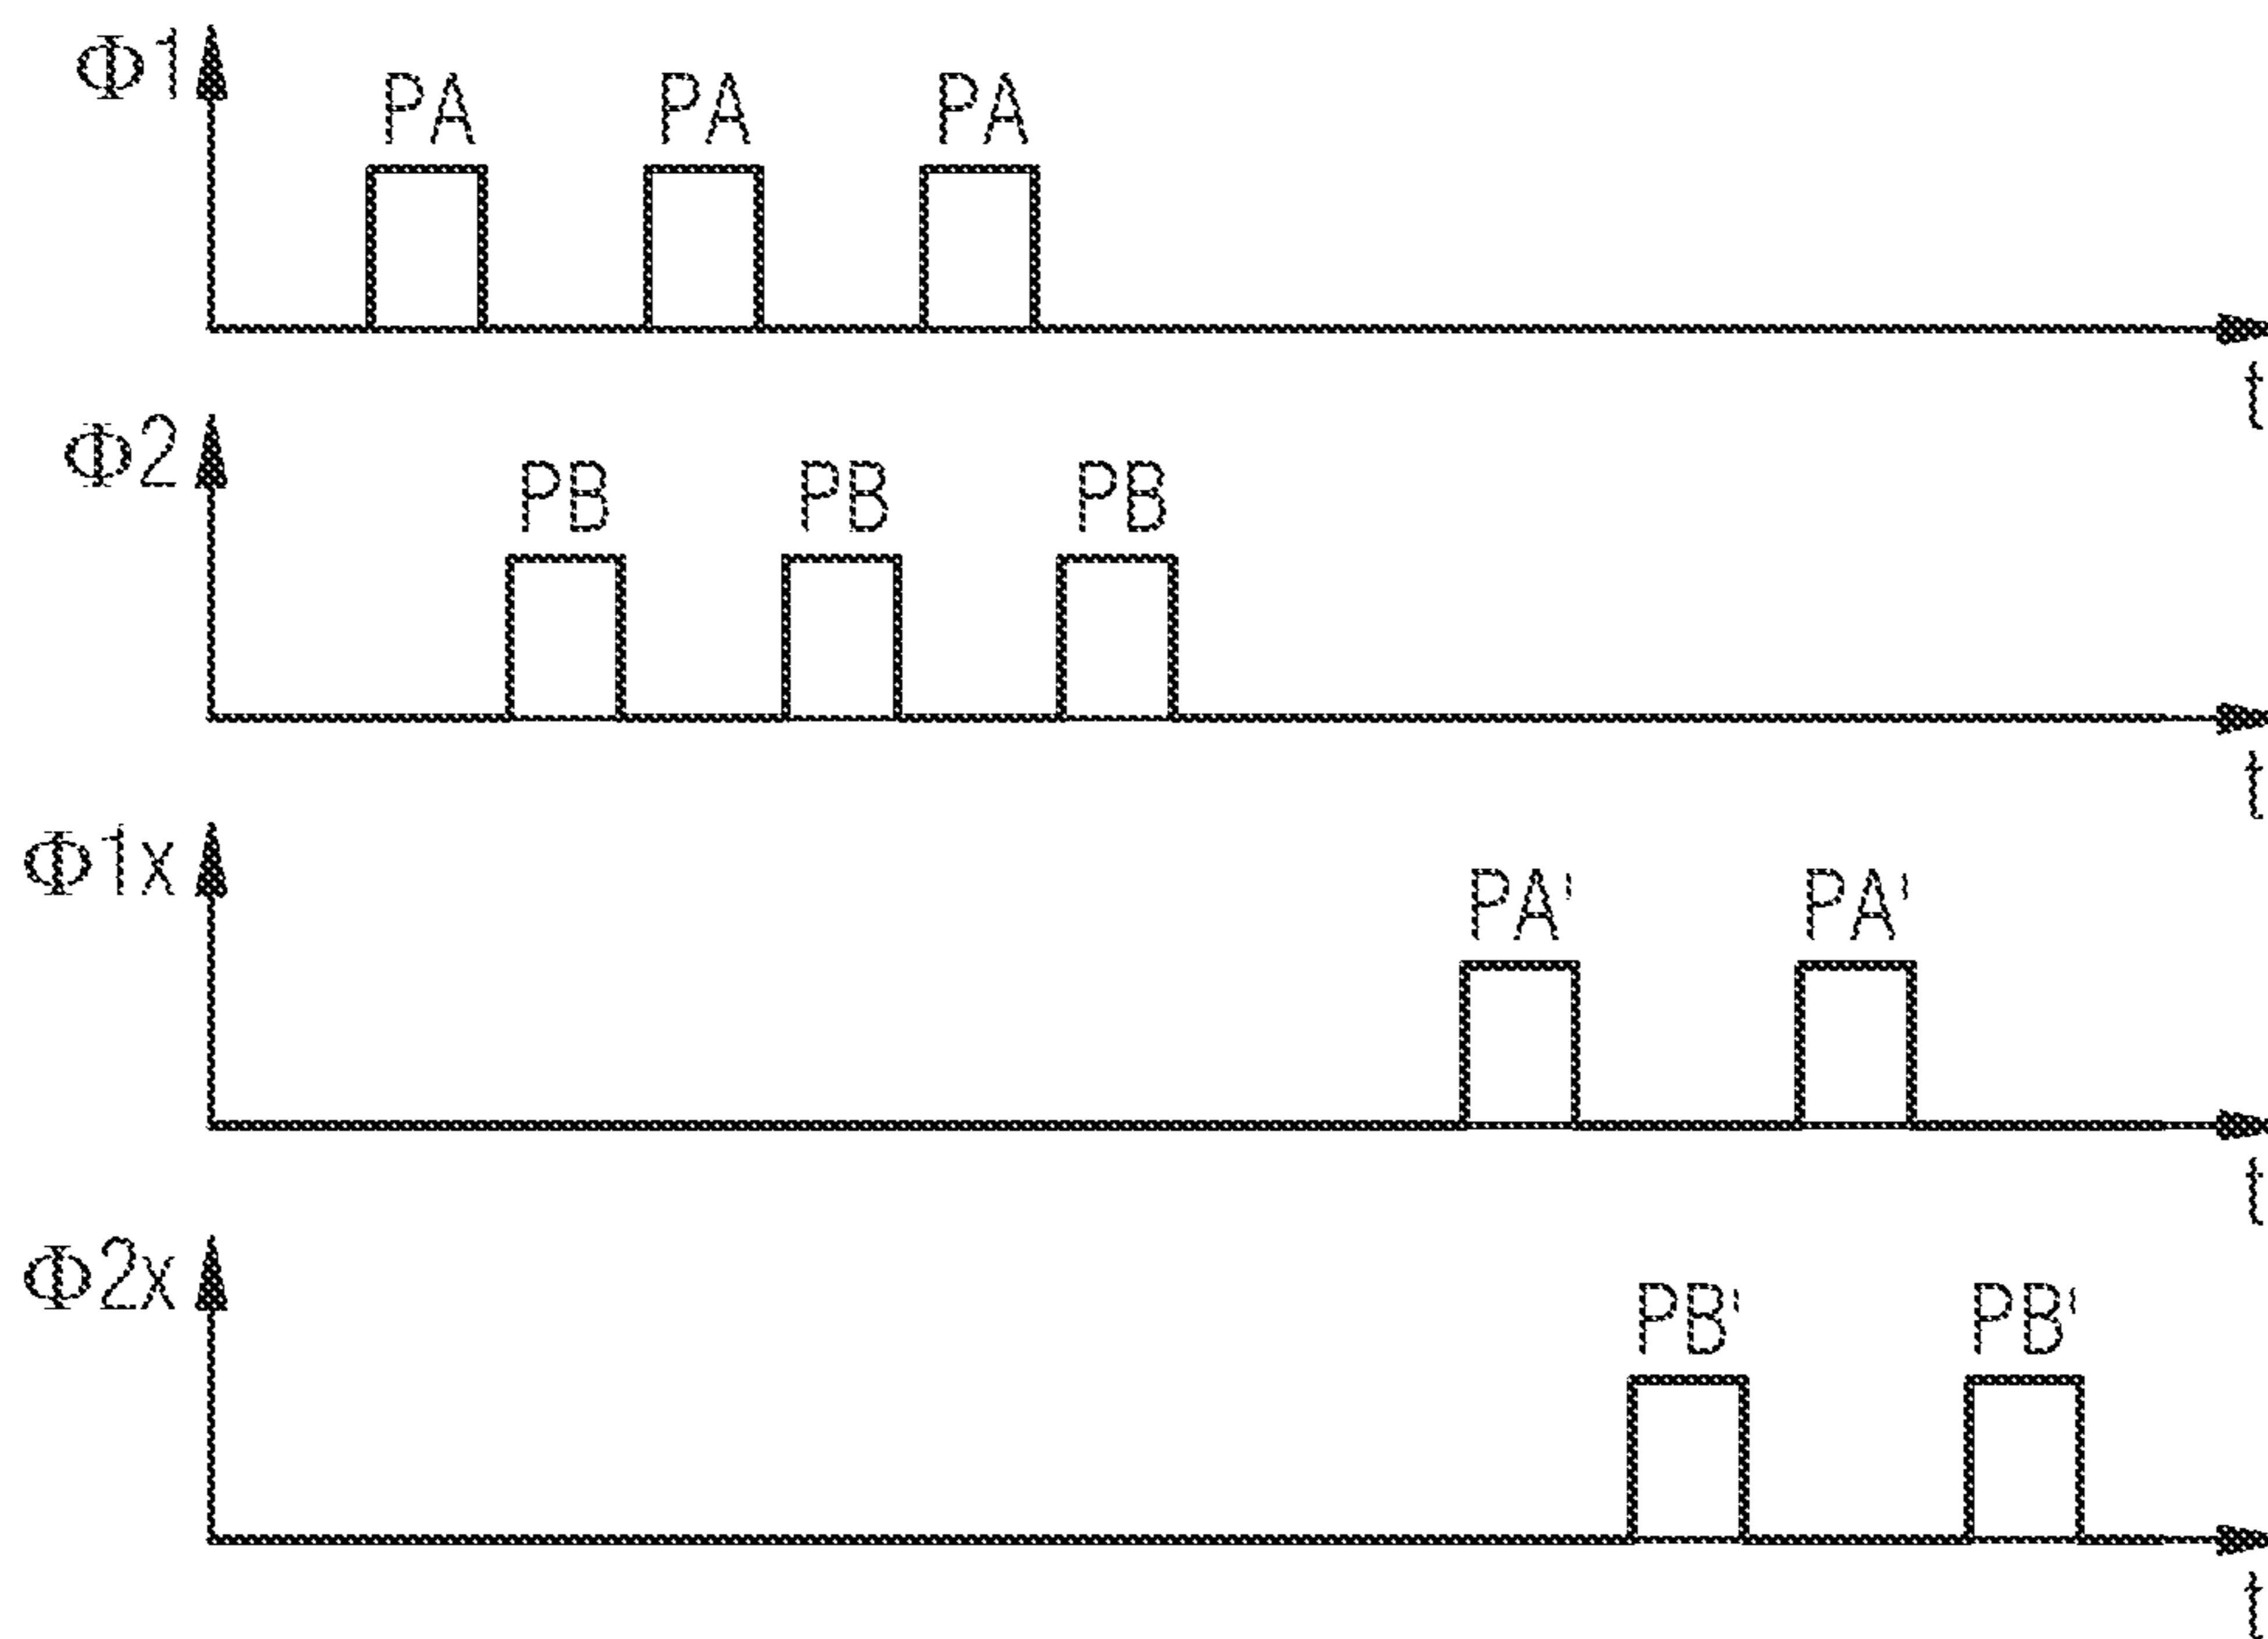 Φ1
PA PA PA
t
Φ2
PB PB PB
t
Φ1x
PA' PA'
t
Φ2x
PB' PB'
t